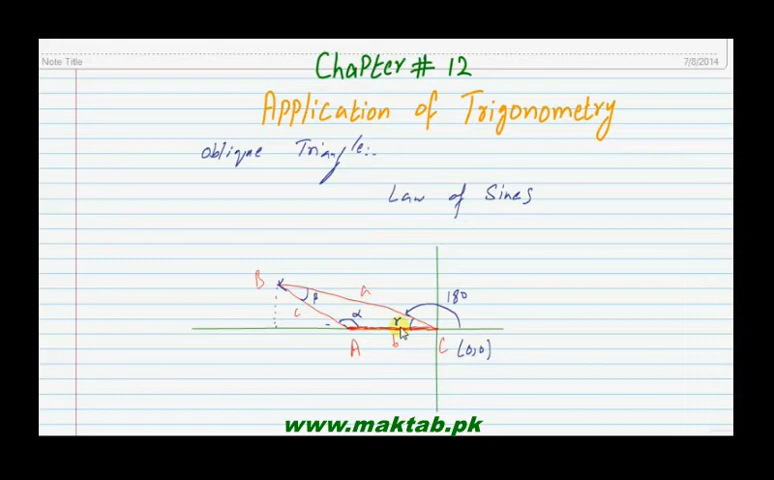 Note Title
7/8/2014
Chapter # 12
Application of Trigonometry
Oblique Triangle:-
Law of Sines
B
β
a
180
c
α
γ
A
b
C (0,0)
www.maktab.pk